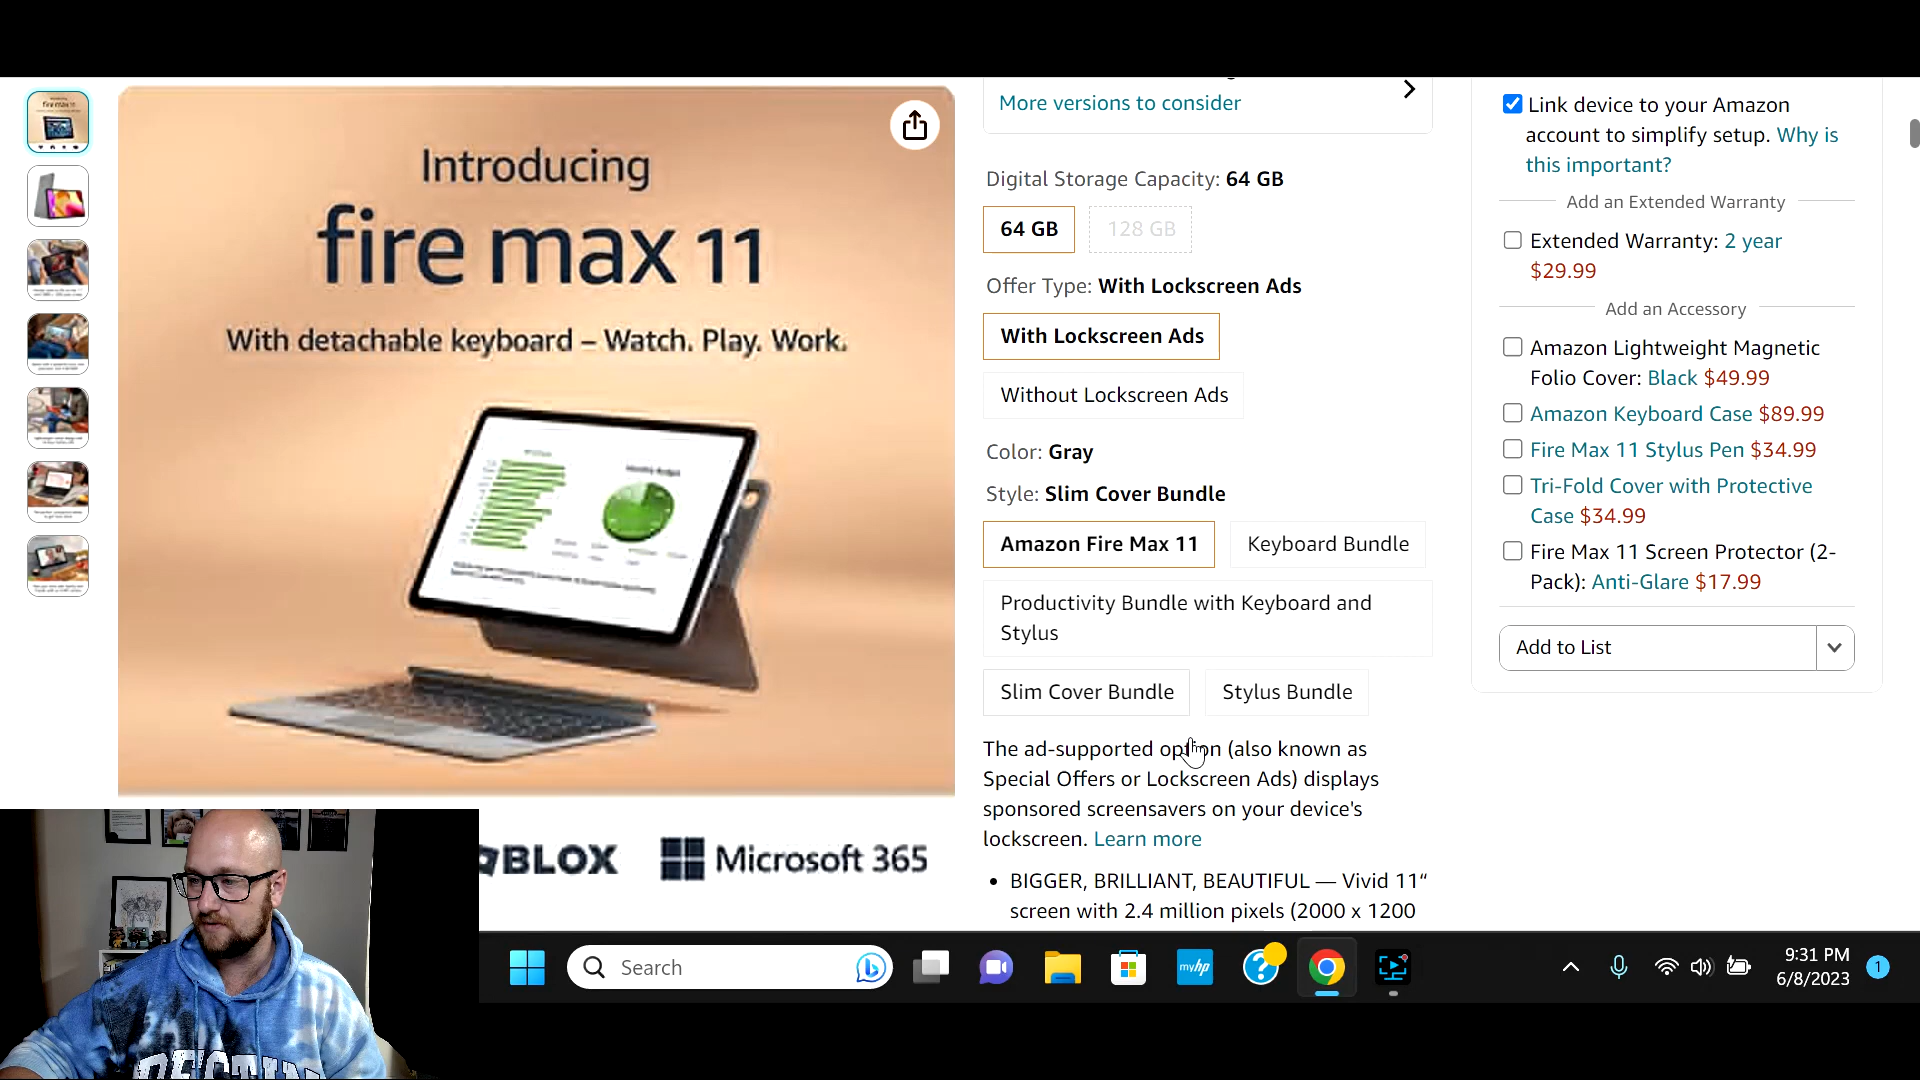 Introducing
fire max 11
With detachable keyboard – Watch. Play. Work.
BLOX
Microsoft 365
More versions to consider
Digital Storage Capacity: 64 GB
64 GB
128 GB
Offer Type: With Lockscreen Ads
With Lockscreen Ads
Without Lockscreen Ads
Color: Gray
Style: Slim Cover Bundle
Amazon Fire Max 11
Keyboard Bundle
Productivity Bundle with Keyboard and
Stylus
Slim Cover Bundle
Stylus Bundle
The ad-supported option (also known as
Special Offers or Lockscreen Ads) displays
sponsored screensavers on your device's
lockscreen. Learn more
• BIGGER, BRILLIANT, BEAUTIFUL — Vivid 11“
screen with 2.4 million pixels (2000 x 1200
Link device to your Amazon
account to simplify setup. Why is
this important?
Add an Extended Warranty
Extended Warranty: 2 year
$29.99
Add an Accessory
Amazon Lightweight Magnetic
Folio Cover: Black $49.99
Amazon Keyboard Case $89.99
Fire Max 11 Stylus Pen $34.99
Tri-Fold Cover with Protective
Case $34.99
Fire Max 11 Screen Protector (2-
Pack): Anti-Glare $17.99
Add to List
Search
myhp
9:31 PM
6/8/2023
1